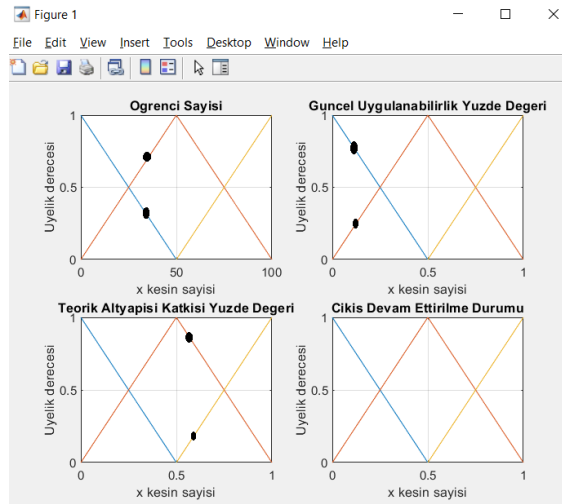 Figure 1
File Edit View Insert Tools Desktop Window Help
Ogrenci Sayisi
1
0.5
0
Uyelik derecesi
0 50 100
x kesin sayisi
Guncel Uygulanabilirlik Yuzde Degeri
1
0.5
0
Uyelik derecesi
0 0.5 1
x kesin sayisi
Teorik Altyapisi Katkisi Yuzde Degeri
1
0.5
0
Uyelik derecesi
0 0.5 1
x kesin sayisi
Cikis Devam Ettirilme Durumu
1
0.5
0
Uyelik derecesi
0 0.5 1
x kesin sayisi